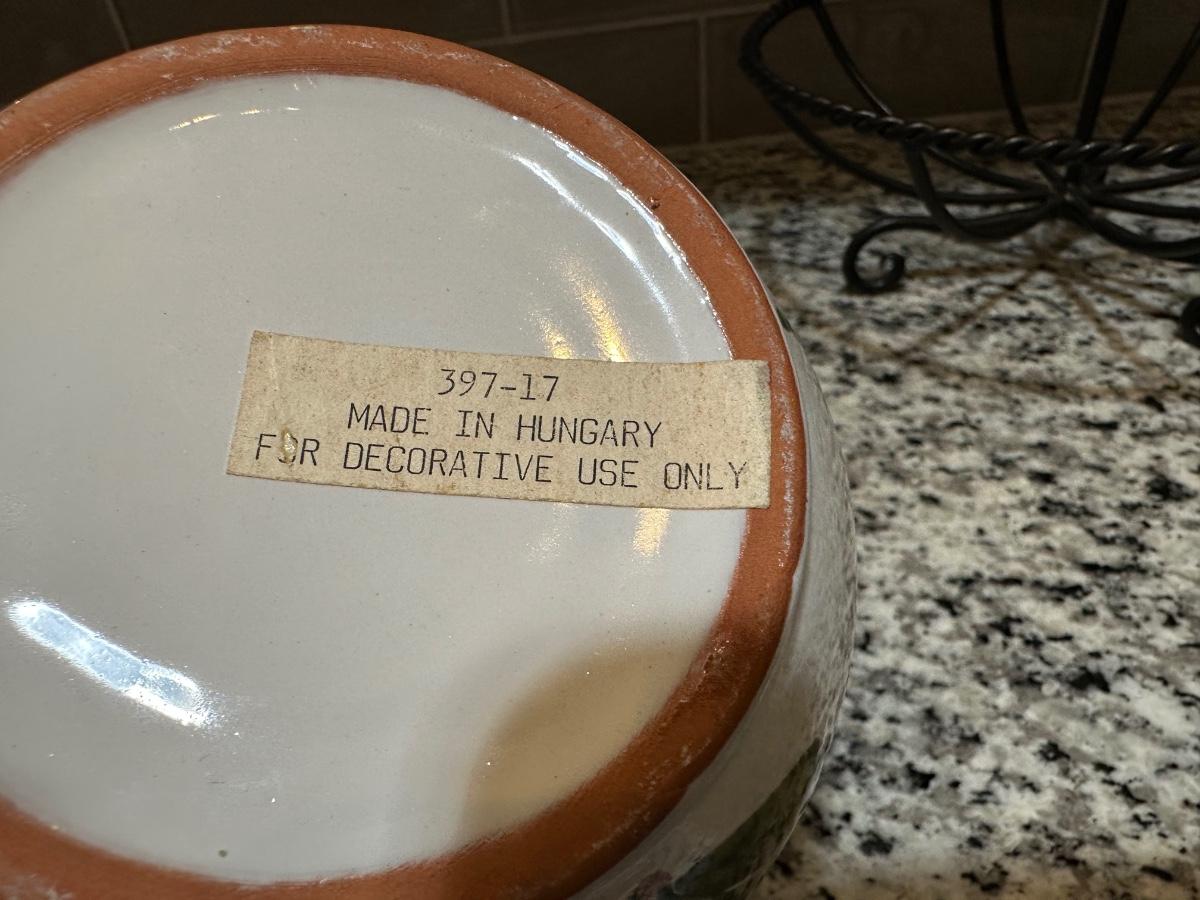 397-17
MADE IN HUNGARY
FOR DECORATIVE USE ONLY